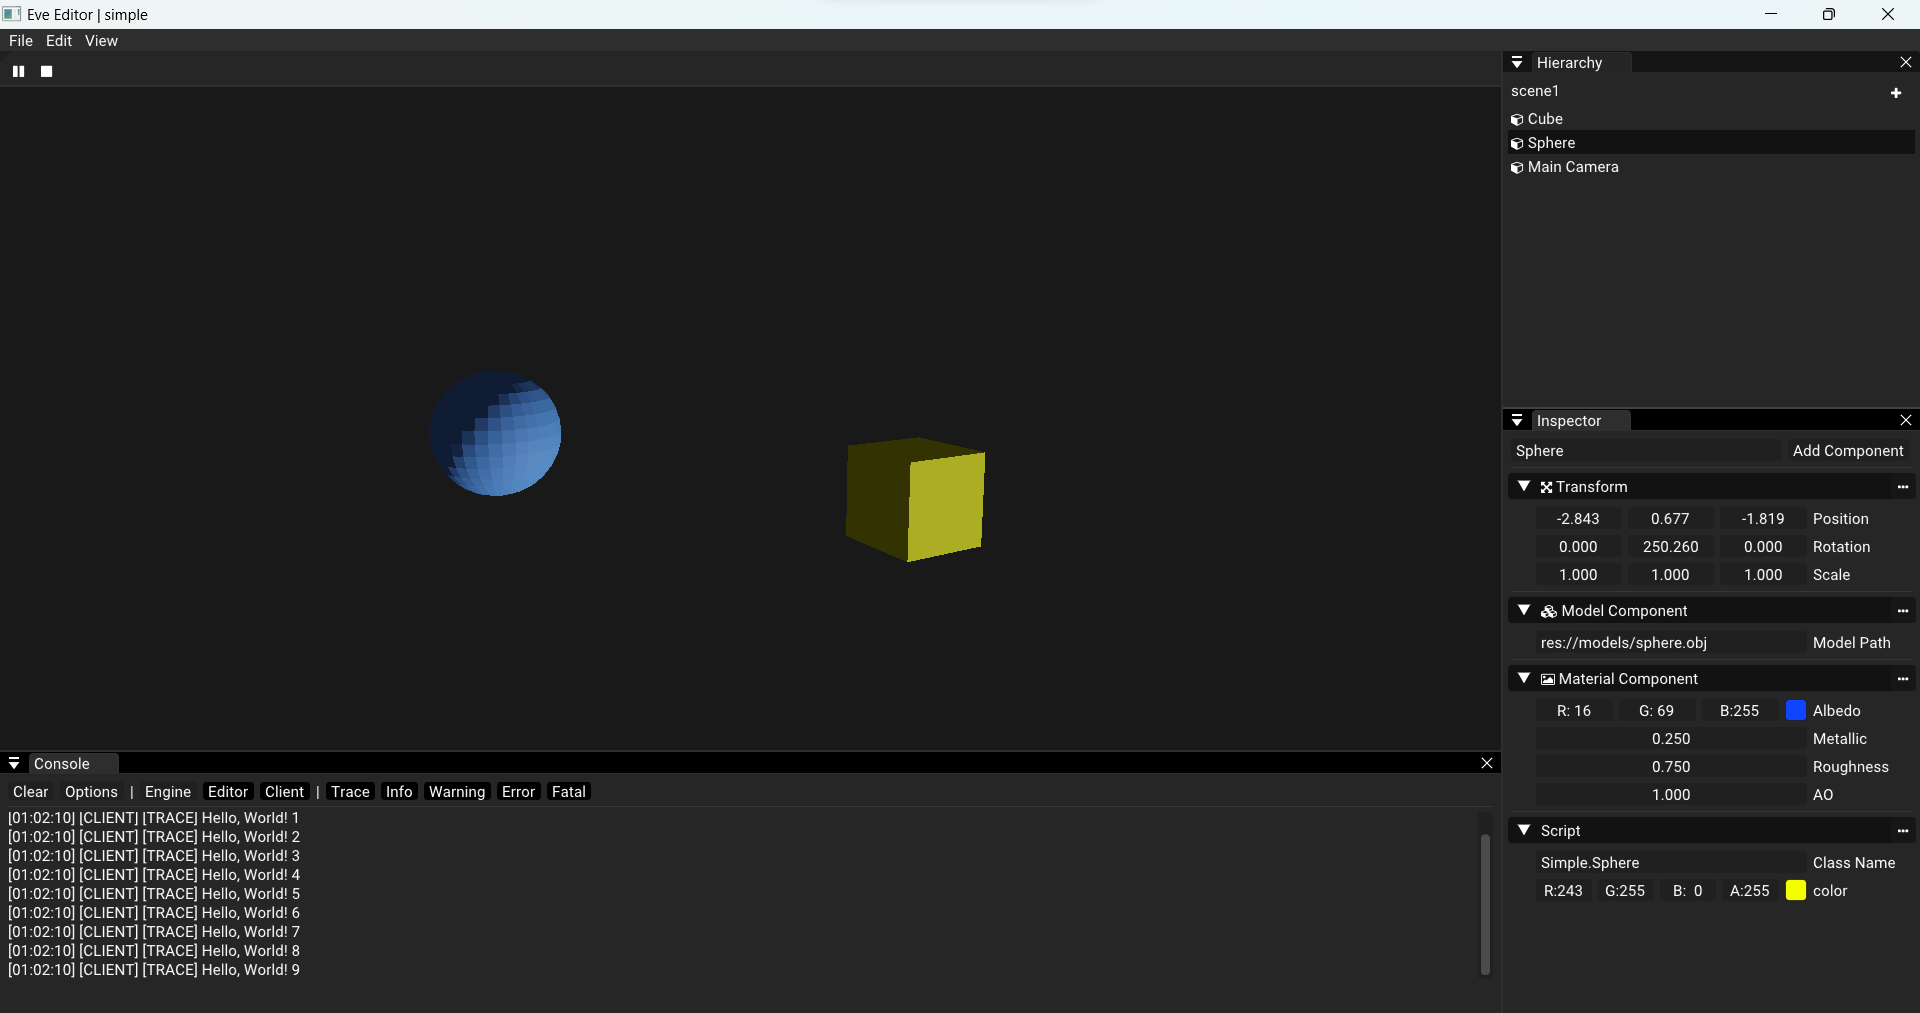 Eve Editor | simple
File Edit View
Hierarchy
scene1
Cube
Sphere
Main Camera
Inspector
Sphere Add Component
Transform
-2.843 0.677 -1.819 Position
0.000 250.260 0.000 Rotation
1.000 1.000 1.000 Scale
Model Component
res://models/sphere.obj Model Path
Material Component
R: 16 G: 69 B:255 Albedo
0.250 Metallic
0.750 Roughness
1.000 AO
Script
Simple.Sphere Class Name
R:243 G:255 B: 0 A:255 color
Console
Clear Options | Engine Editor Client | Trace Info Warning Error Fatal
[01:02:10] [CLIENT] [TRACE] Hello, World! 1
[01:02:10] [CLIENT] [TRACE] Hello, World! 2
[01:02:10] [CLIENT] [TRACE] Hello, World! 3
[01:02:10] [CLIENT] [TRACE] Hello, World! 4
[01:02:10] [CLIENT] [TRACE] Hello, World! 5
[01:02:10] [CLIENT] [TRACE] Hello, World! 6
[01:02:10] [CLIENT] [TRACE] Hello, World! 7
[01:02:10] [CLIENT] [TRACE] Hello, World! 8
[01:02:10] [CLIENT] [TRACE] Hello, World! 9